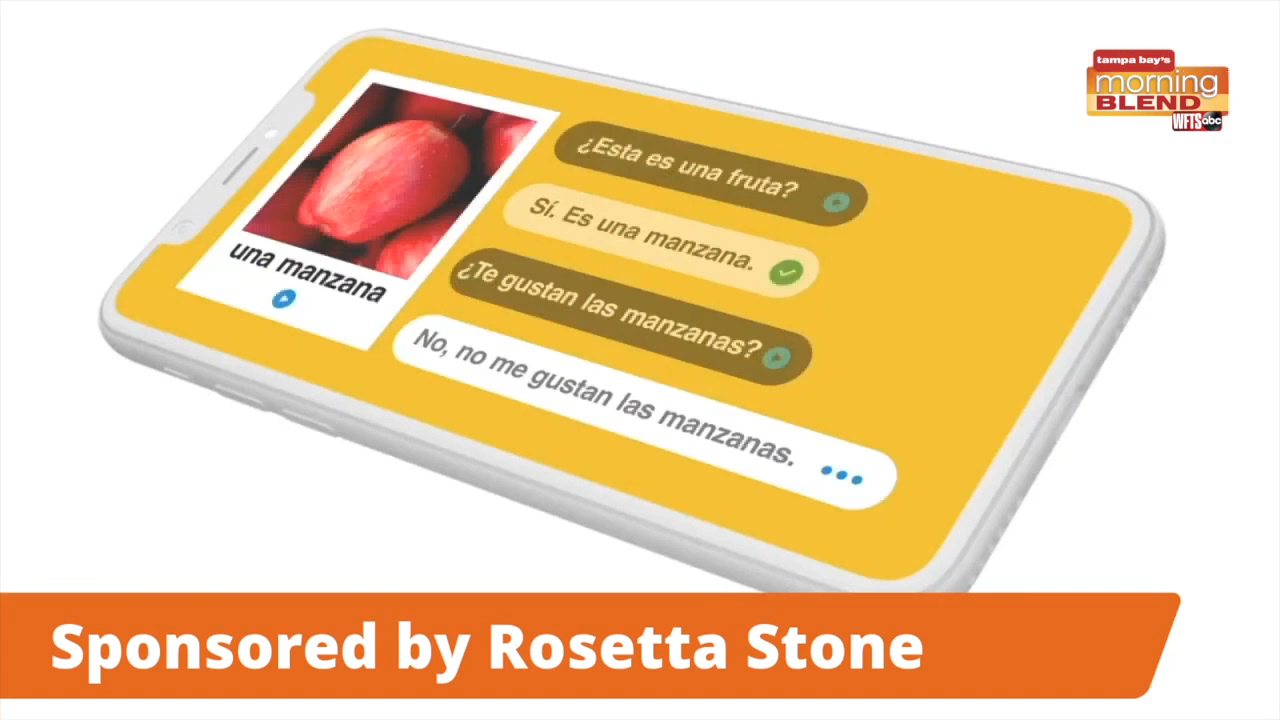 tampa bay's
morning
BLEND
WFTS abc
¿Esta es una fruta?
Sí. Es una manzana.
¿Te gustan las manzanas?
No, no me gustan las manzanas.
una manzana
Sponsored by Rosetta Stone